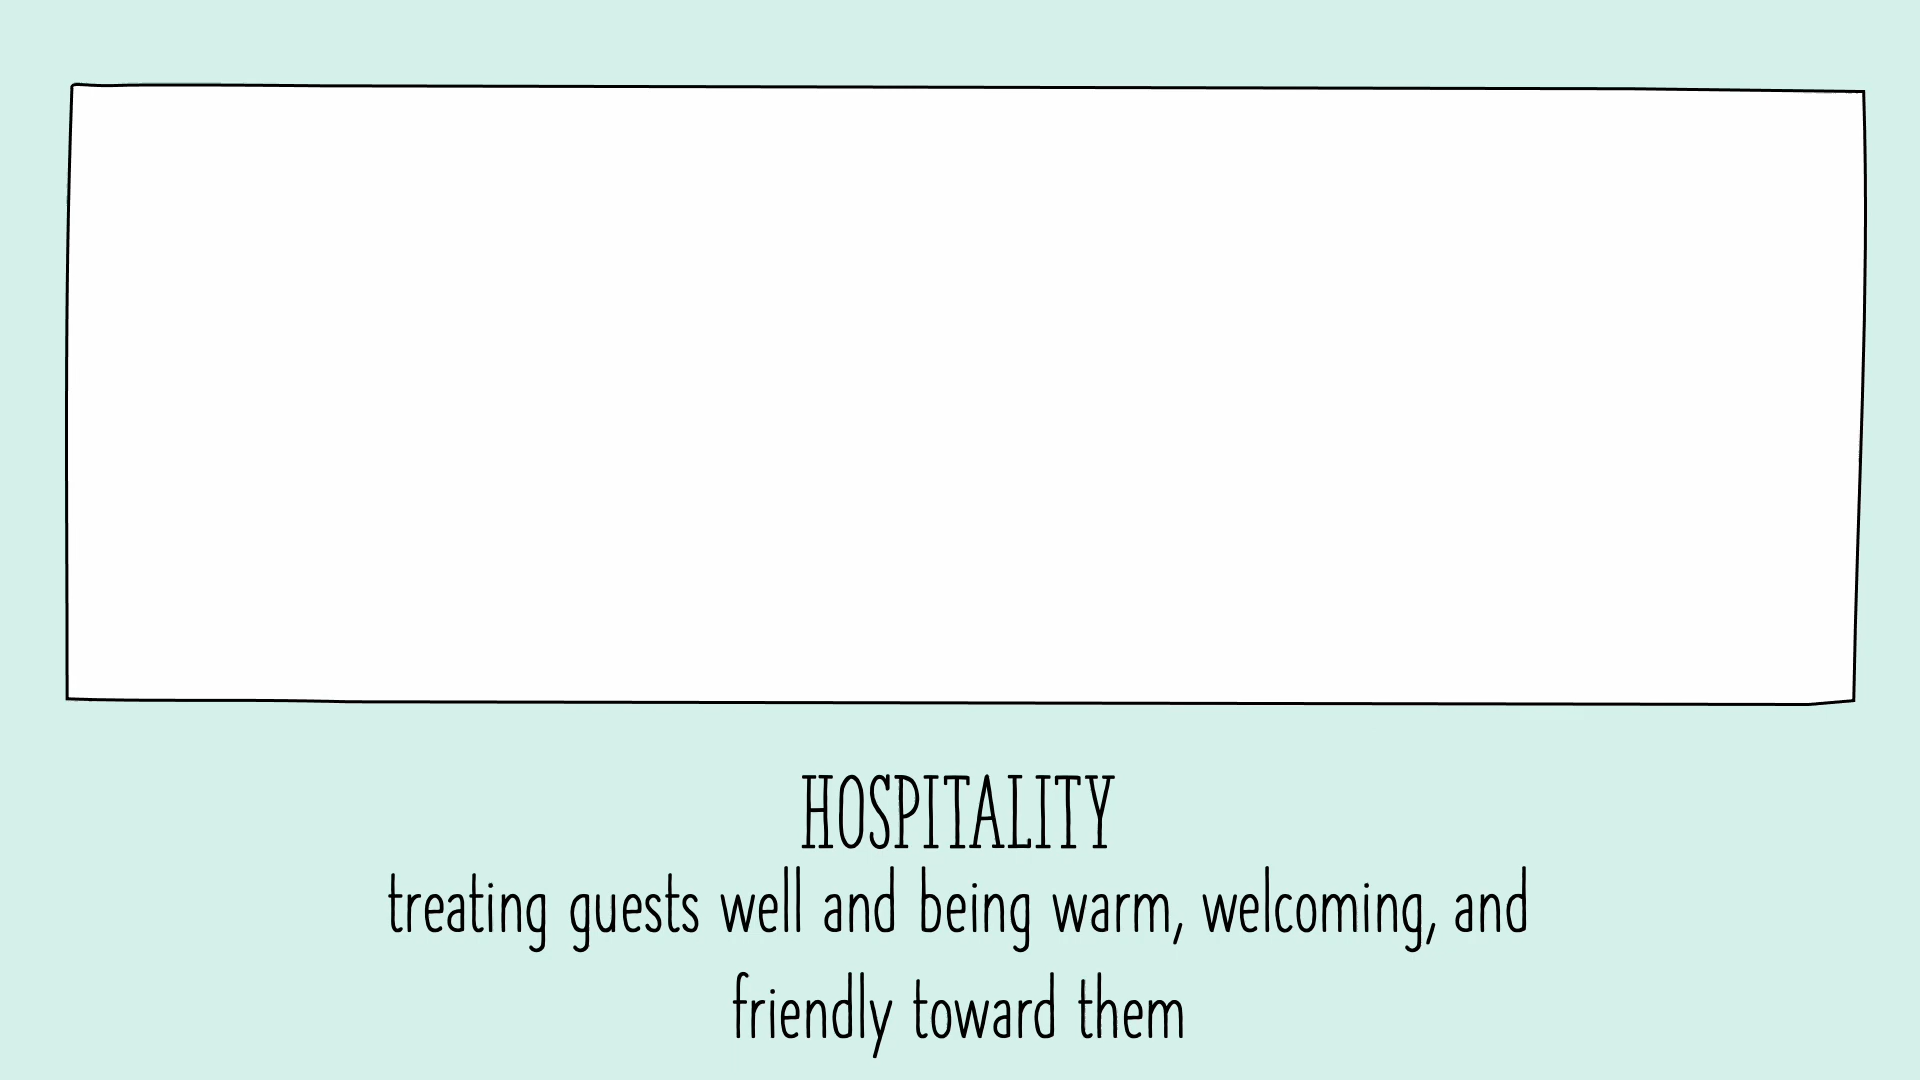 HOSPITALITY
treating guests well and being warm, welcoming, and
friendly toward them